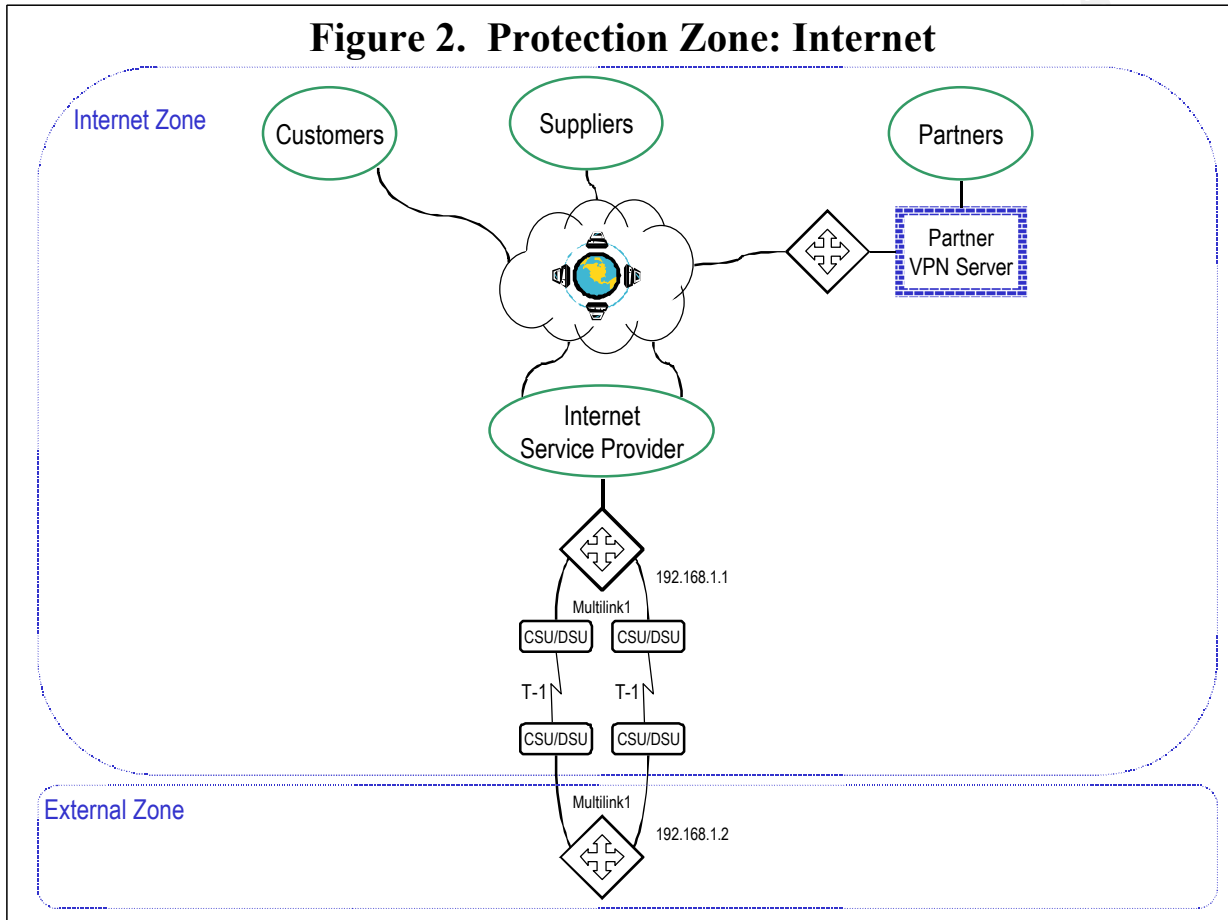 Figure 2. Protection Zone: Internet
Internet Zone
Customers
Suppliers
Partners
Partner
VPN Server
Internet
Service Provider
192.168.1.1
Multilink1
CSU/DSU
CSU/DSU
T-1
T-1
CSU/DSU
CSU/DSU
External Zone
Multilink1
192.168.1.2